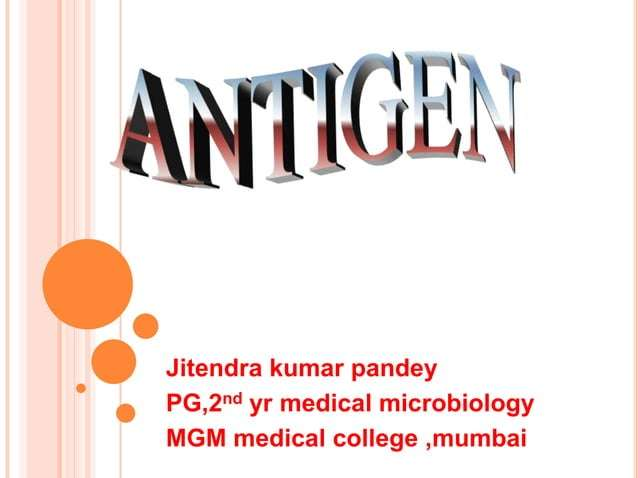 ANTIGEN
Jitendra kumar pandey
PG,2nd yr medical microbiology
MGM medical college ,mumbai